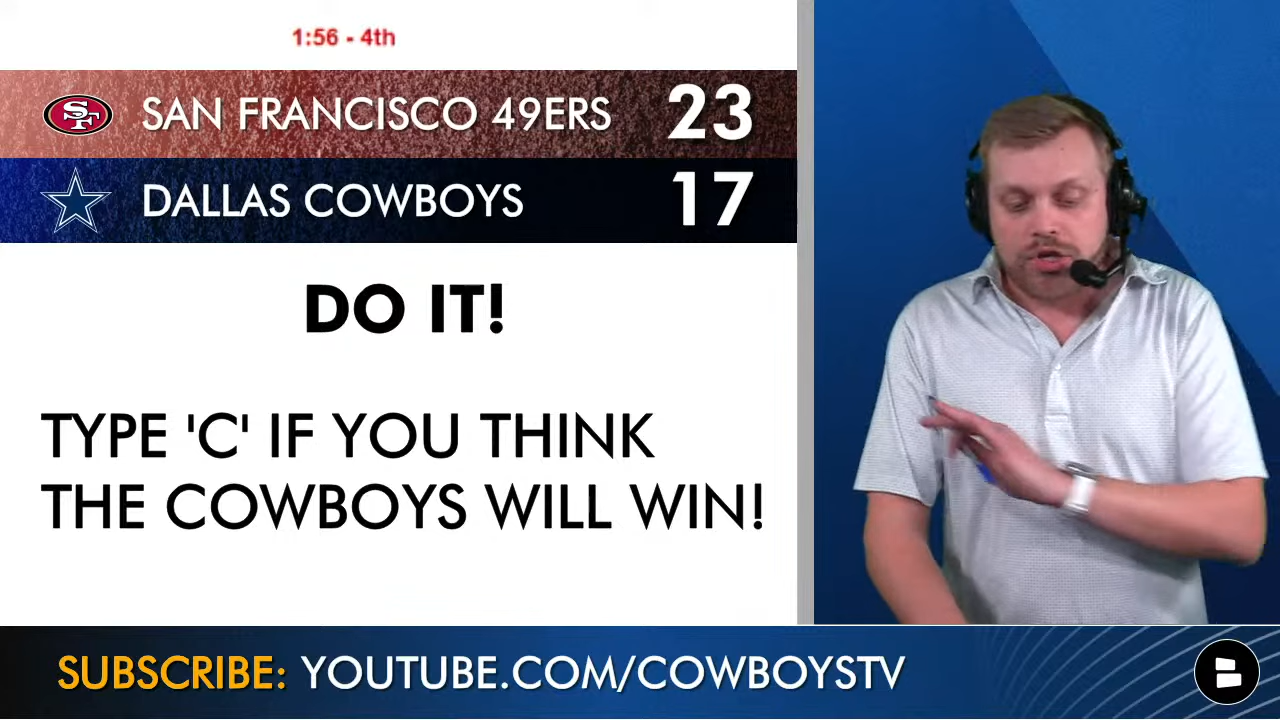 1:56 - 4th
SF SAN FRANCISCO 49ERS 23
DALLAS COWBOYS 17
DO IT!
TYPE 'C' IF YOU THINK
THE COWBOYS WILL WIN!
SUBSCRIBE: YOUTUBE.COM/COWBOYSTV